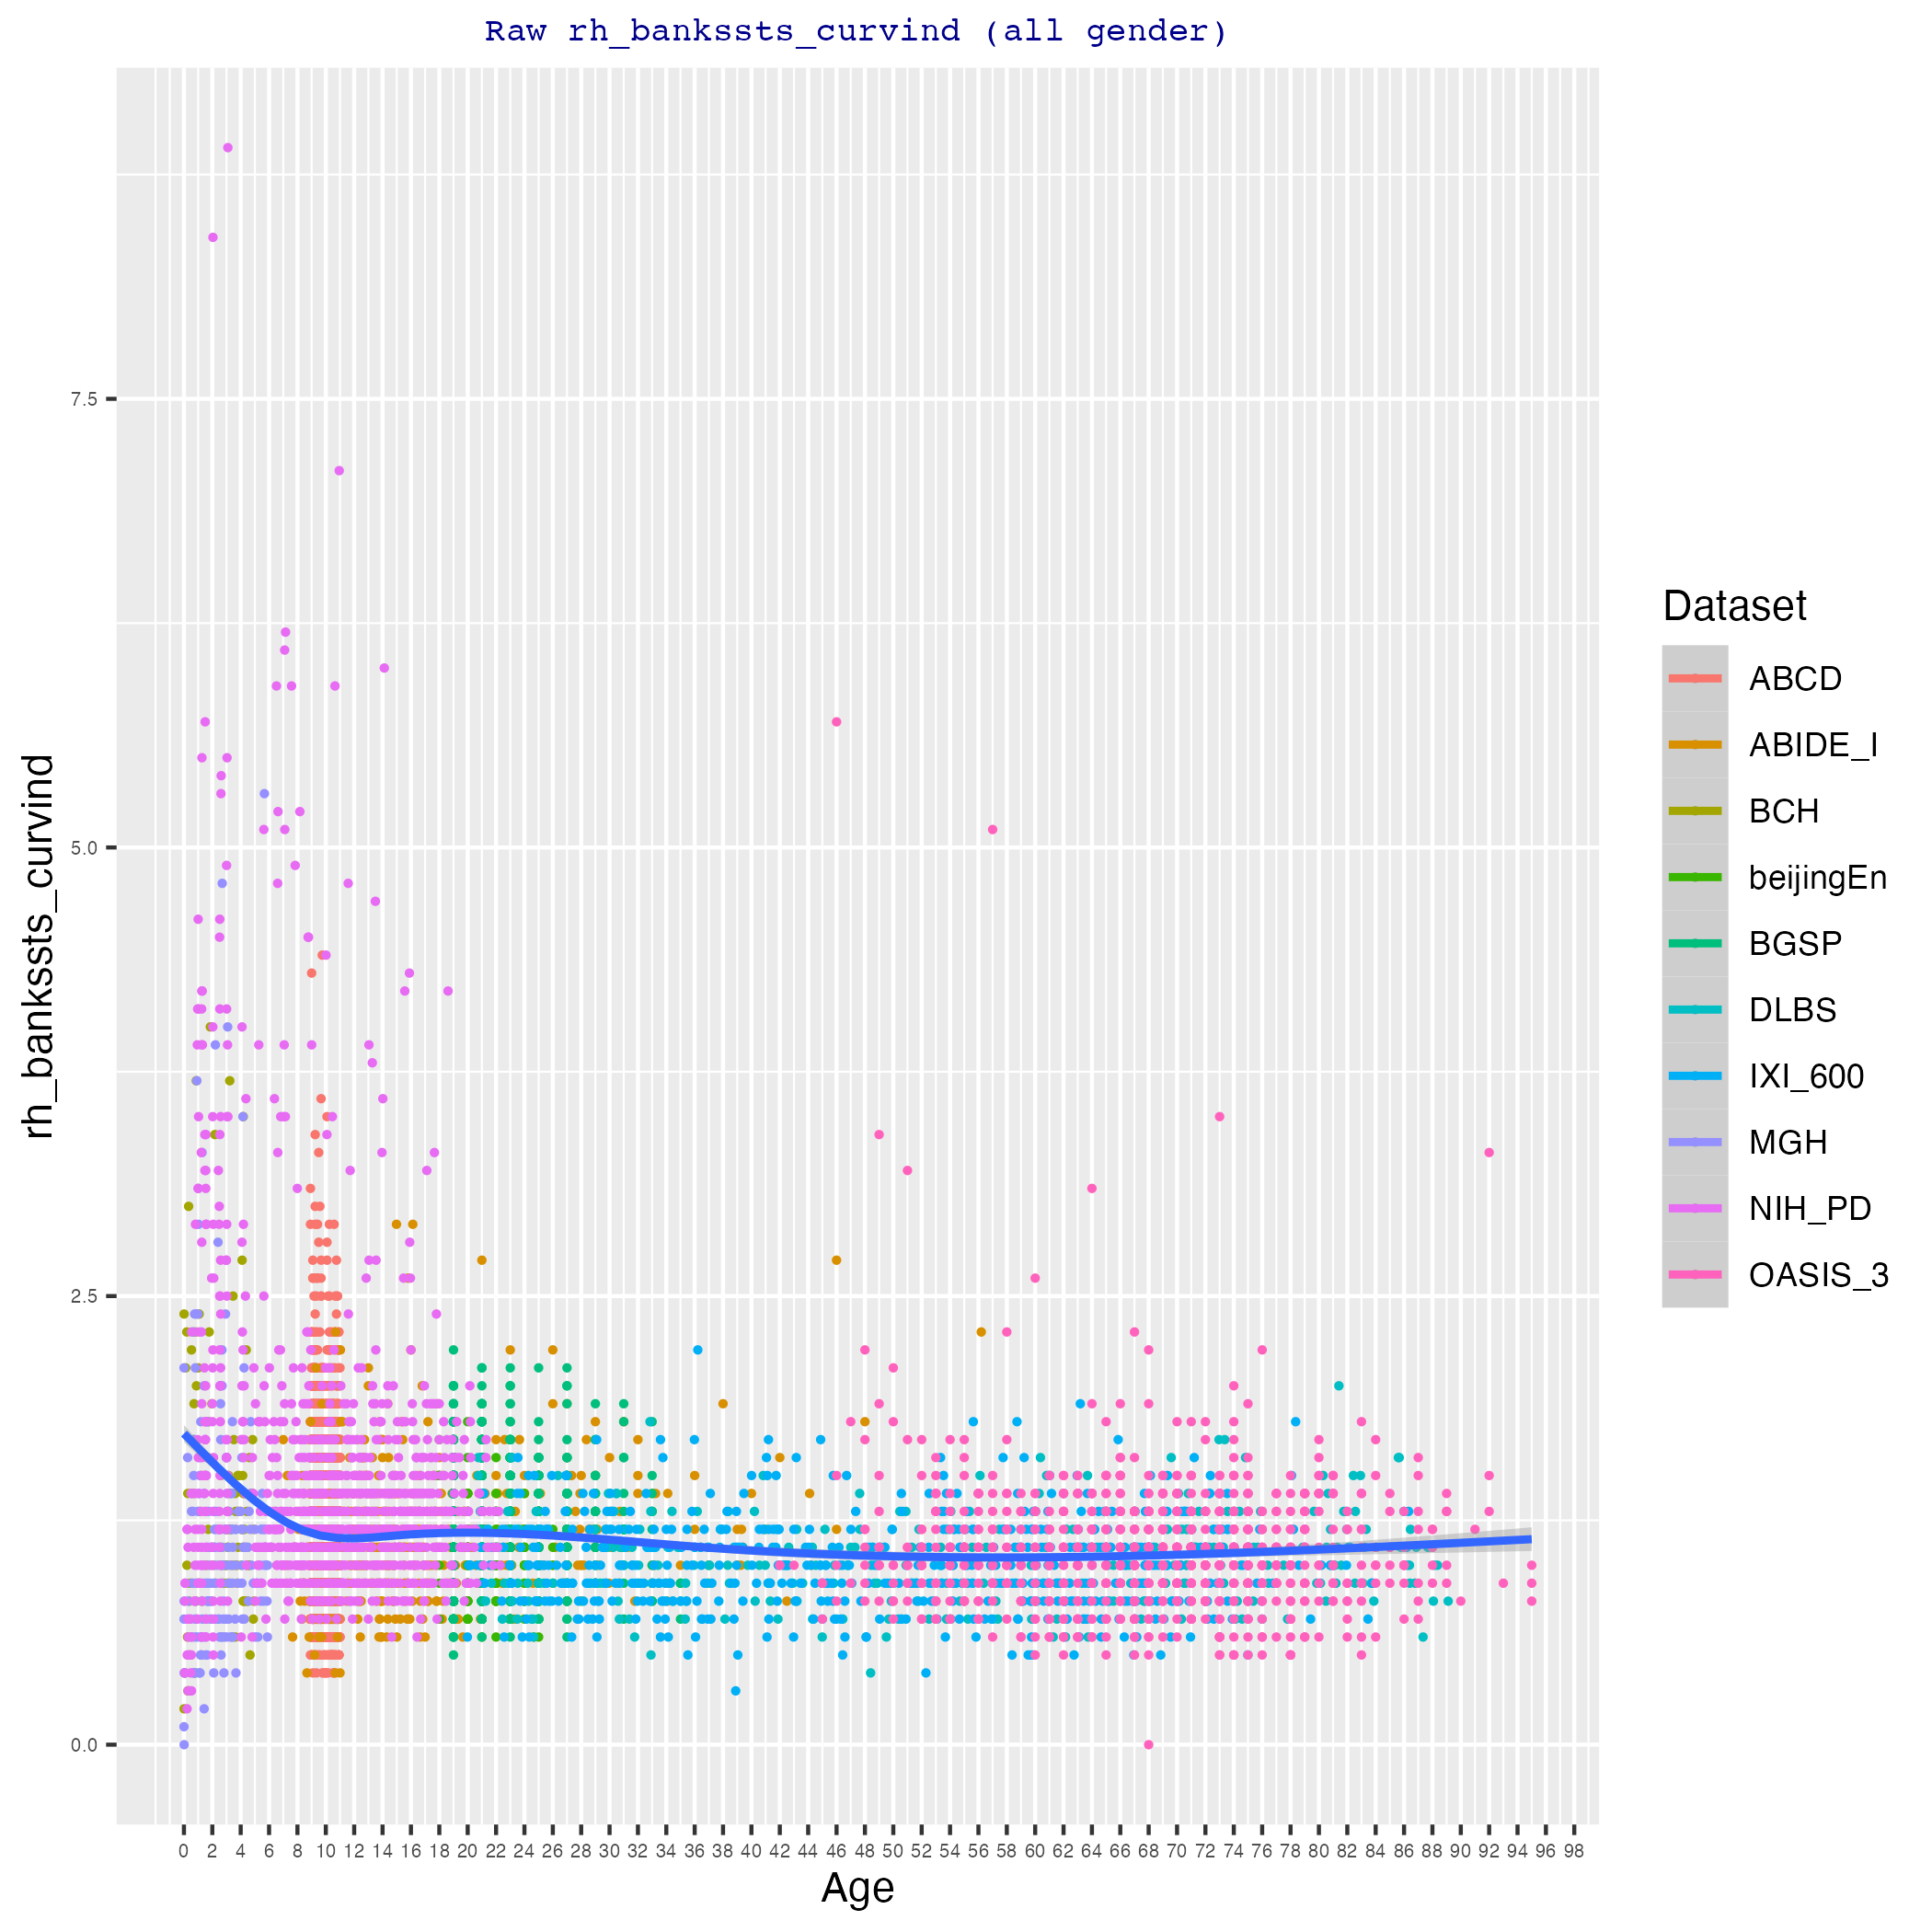 Raw rh_bankssts_curvind (all gender)
rh_bankssts_curvind
7.5
5.0
2.5
0.0
0 2 4 6 8 10 12 14 16 18 20 22 24 26 28 30 32 34 36 38 40 42 44 46 48 50 52 54 56 58 60 62 64 66 68 70 72 74 76 78 80 82 84 86 88 90 92 94 96 98
Age
Dataset
ABCD
ABIDE_I
BCH
beijingEn
BGSP
DLBS
IXI_600
MGH
NIH_PD
OASIS_3